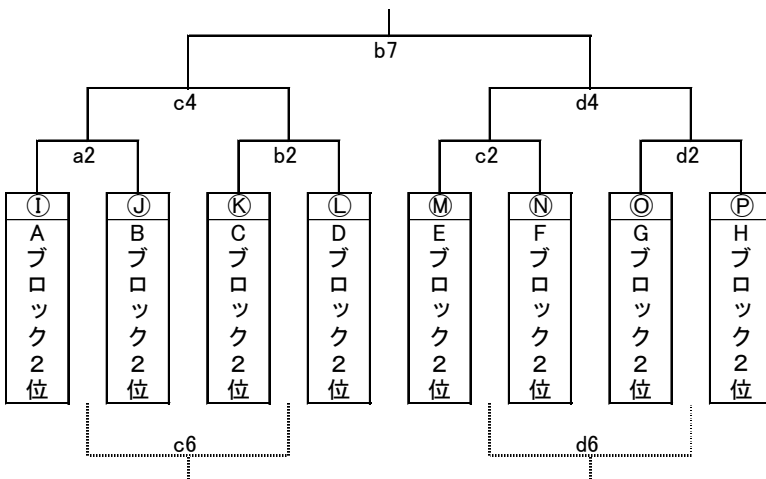 b7
c4 d4
a2 b2 c2 d2
Ⓘ Ⓙ Ⓚ Ⓛ Ⓜ Ⓝ Ⓞ Ⓟ
Aブロック2位
Bブロック2位
Cブロック2位
Dブロック2位
Eブロック2位
Fブロック2位
Gブロック2位
Hブロック2位
c6 d6